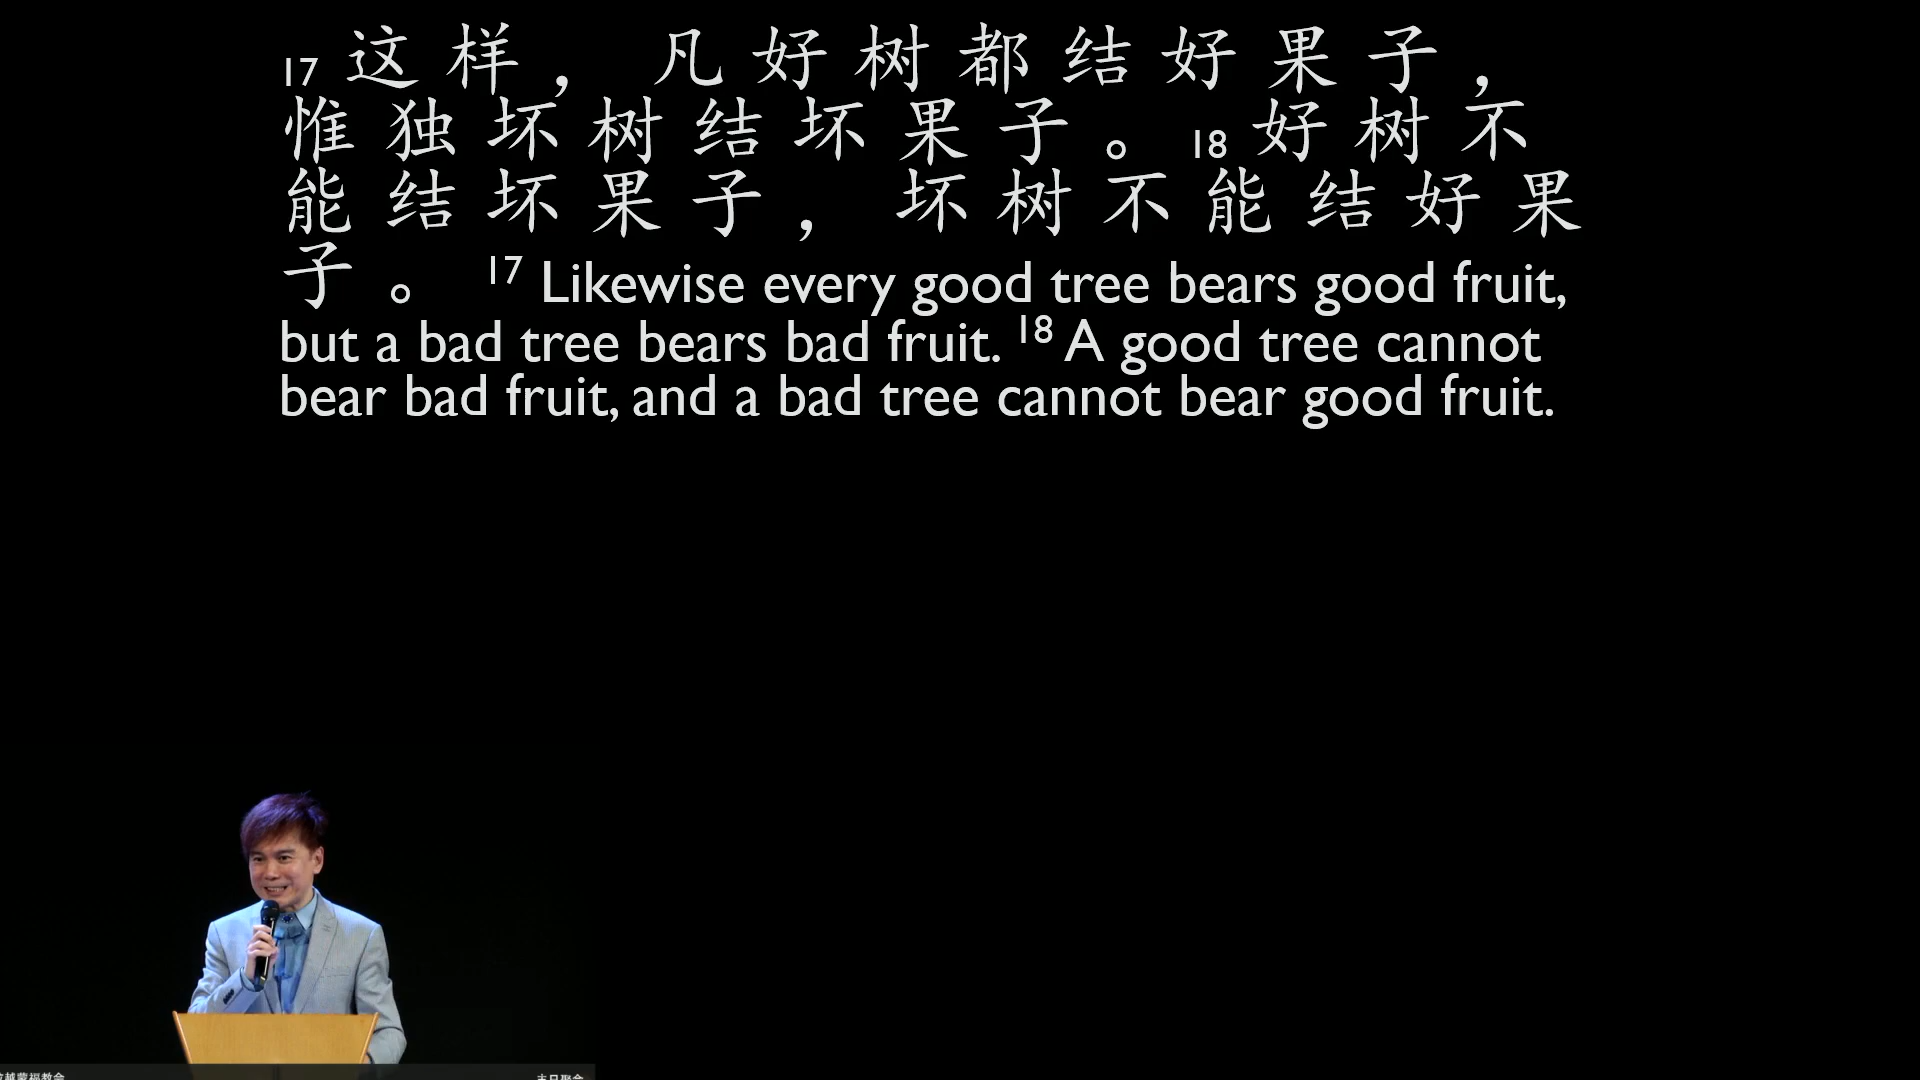 17 这样，凡好树都结好果子，
惟独坏树结坏果子。18 好树不
能结坏果子，坏树不能结好果
子。 17 Likewise every good tree bears good fruit,
but a bad tree bears bad fruit. 18 A good tree cannot
bear bad fruit, and a bad tree cannot bear good fruit.